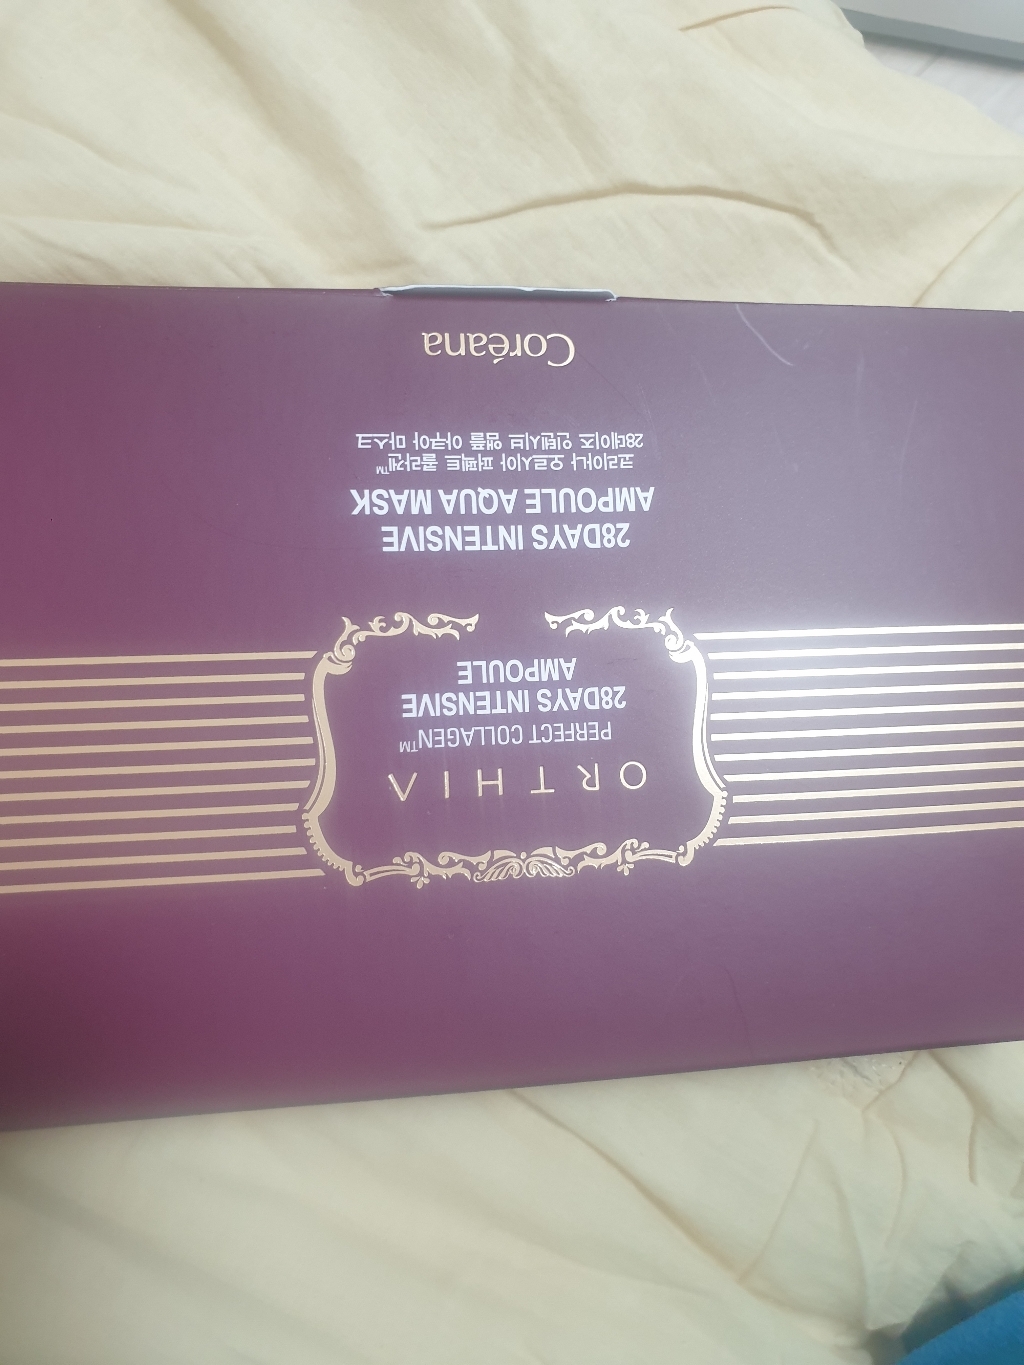 ORTHIA
PERFECT COLLAGEN™
28DAYS INTENSIVE
AMPOULE
28DAYS INTENSIVE
AMPOULE AQUA MASK
코리아나 오르시아 퍼펙트 콜라겐™
28데이즈 인텐시브 앰플 아쿠아 마스크
Coréana